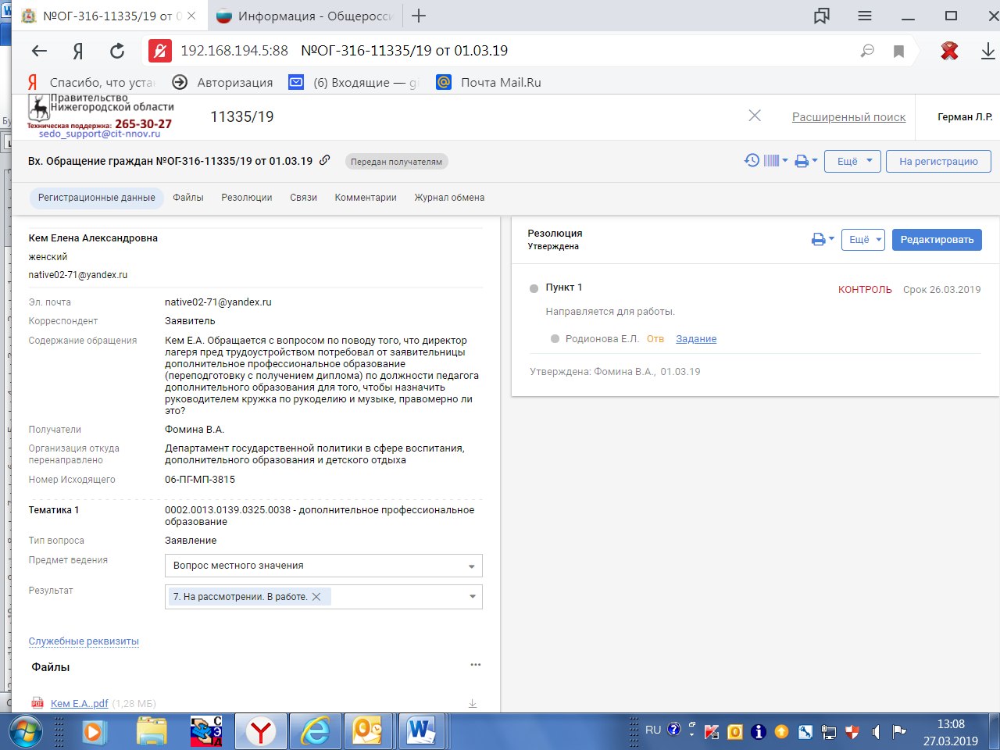 №ОГ-316-11335/19 от 0
Информация - Общеросси
192.168.194.5:88 №ОГ-316-11335/19 от 01.03.19
Спасибо, что уста
Авторизация
(6) Входящие — gi
Почта Mail.Ru
Правительство
Нижегородской области
Техническая поддержка: 265-30-27
sedo_support@cit-nnov.ru
11335/19
Расширенный поиск
Герман Л.Р.
Вх. Обращение граждан №ОГ-316-11335/19 от 01.03.19
Передан получателям
Ещё
На регистрацию
Регистрационные данные Файлы Резолюции Связи Комментарии Журнал обмена
Кем Елена Александровна
женский
native02-71@yandex.ru
Эл. почта native02-71@yandex.ru
Корреспондент Заявитель
Содержание обращения Кем Е.А. Обращается с вопросом по поводу того, что директор
лагеря пред трудоустройством потребовал от заявительницы
дополнительное профессиональное образование
(переподготовку с получением диплома) по должности педагога
дополнительного образования для того, чтобы назначить
руководителем кружка по рукоделию и музыке, правомерно ли
это?
Получатели Фомина В.А.
Организация откуда Департамент государственной политики в сфере воспитания,
перенаправлено дополнительного образования и детского отдыха
Номер Исходящего 06-ПГ-МП-3815
Тематика 1 0002.0013.0139.0325.0038 - дополнительное профессиональное
образование
Тип вопроса Заявление
Предмет ведения Вопрос местного значения
Результат 7. На рассмотрении. В работе.
Служебные реквизиты
Файлы
PDF Кем Е.А..pdf (1,28 МБ)
Резолюция
Утверждена
Ещё
Редактировать
Пункт 1 КОНТРОЛЬ Срок 26.03.2019
Направляется для работы.
Родионова Е.Л. Отв Задание
Утверждена: Фомина В.А., 01.03.19
СЭД
RU
13:08
27.03.2019